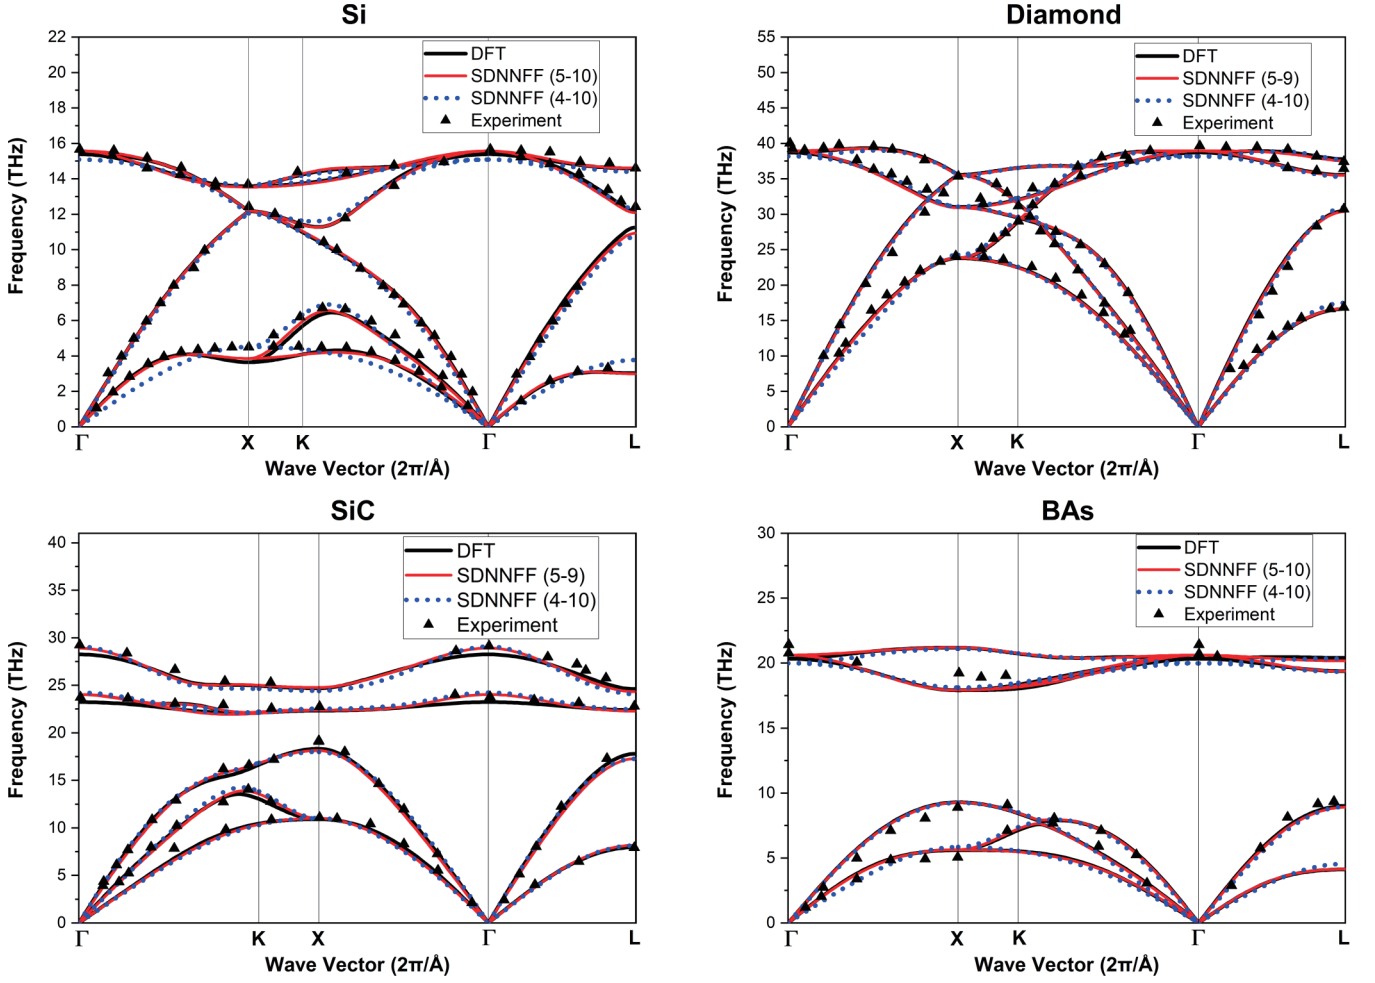 Si
22
20
18
16
14
12
10
8
6
4
2
0
Frequency (THz)
DFT
SDNNFF (5-10)
SDNNFF (4-10)
Experiment
Γ X K Γ L
Wave Vector (2π/Å)
Diamond
55
50
45
40
35
30
25
20
15
10
5
0
Frequency (THz)
DFT
SDNNFF (5-9)
SDNNFF (4-10)
Experiment
Γ X K Γ L
Wave Vector (2π/Å)
SiC
40
35
30
25
20
15
10
5
0
Frequency (THz)
DFT
SDNNFF (5-9)
SDNNFF (4-10)
Experiment
Γ K X Γ L
Wave Vector (2π/Å)
BAs
30
25
20
15
10
5
0
Frequency (THz)
DFT
SDNNFF (5-10)
SDNNFF (4-10)
Experiment
Γ X K Γ L
Wave Vector (2π/Å)